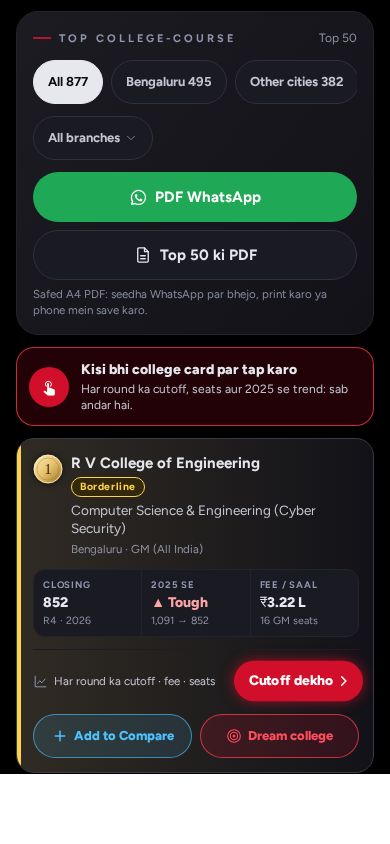 TOP COLLEGE-COURSE Top 50
All 877 Bengaluru 495 Other cities 382
All branches
PDF WhatsApp
Top 50 ki PDF
Safed A4 PDF: seedha WhatsApp par bhejo, print karo ya
phone mein save karo.
Kisi bhi college card par tap karo
Har round ka cutoff, seats aur 2025 se trend: sab
andar hai.
1 R V College of Engineering
Borderline
Computer Science & Engineering (Cyber
Security)
Bengaluru · GM (All India)
CLOSING 2025 SE FEE / SAAL
852 ▲ Tough ₹3.22 L
R4 · 2026 1,091 → 852 16 GM seats
Har round ka cutoff · fee · seats Cutoff dekho
Add to Compare Dream college